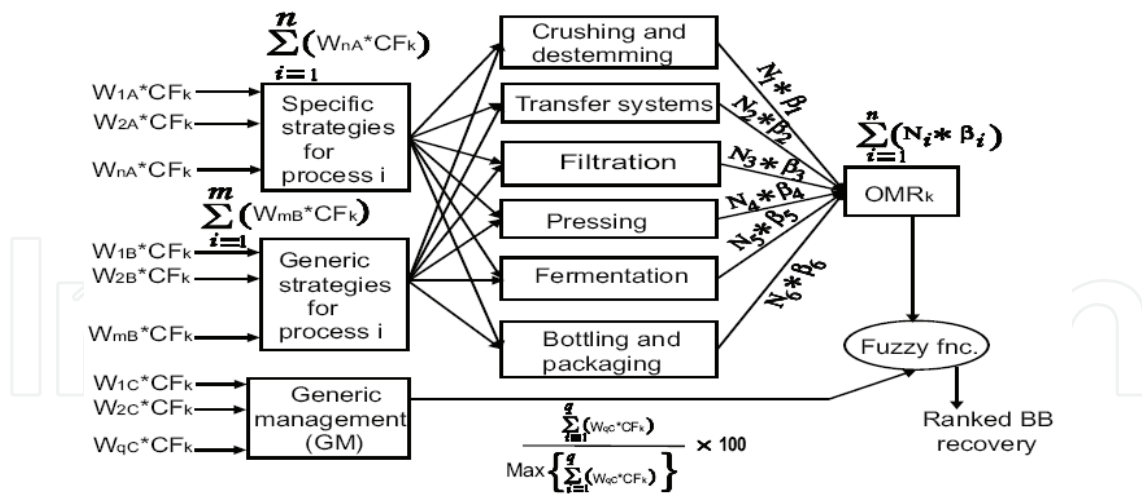 n
∑(WnA*CFk)
i=1
W1A*CFk
W2A*CFk
WnA*CFk
Specific
strategies
for
process i
m
∑(WmB*CFk)
i=1
W1B*CFk
W2B*CFk
WmB*CFk
Generic
strategies
for
process i
W1C*CFk
W2C*CFk
WqC*CFk
Generic
management
(GM)
Crushing and
destemming
Transfer systems
Filtration
Pressing
Fermentation
Bottling and
packaging
N1*β1
N2*β2
N3*β3
N4*β4
N5*β5
N6*β6
n
∑(Ni*βi)
i=1
OMRk
Fuzzy fnc.
Ranked BB
recovery
q
∑(WqC*CFk)
i=1
× 100
Max{∑(WqC*CFk)}
q
i=1